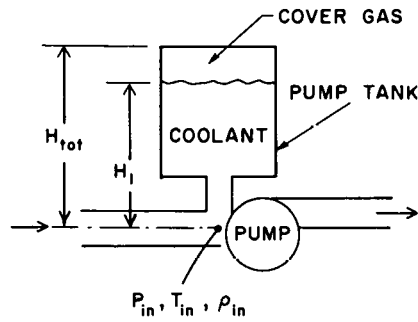 COVER GAS
PUMP TANK
COOLANT
H_tot
H_1
PUMP
P_in, T_in, ρ_in